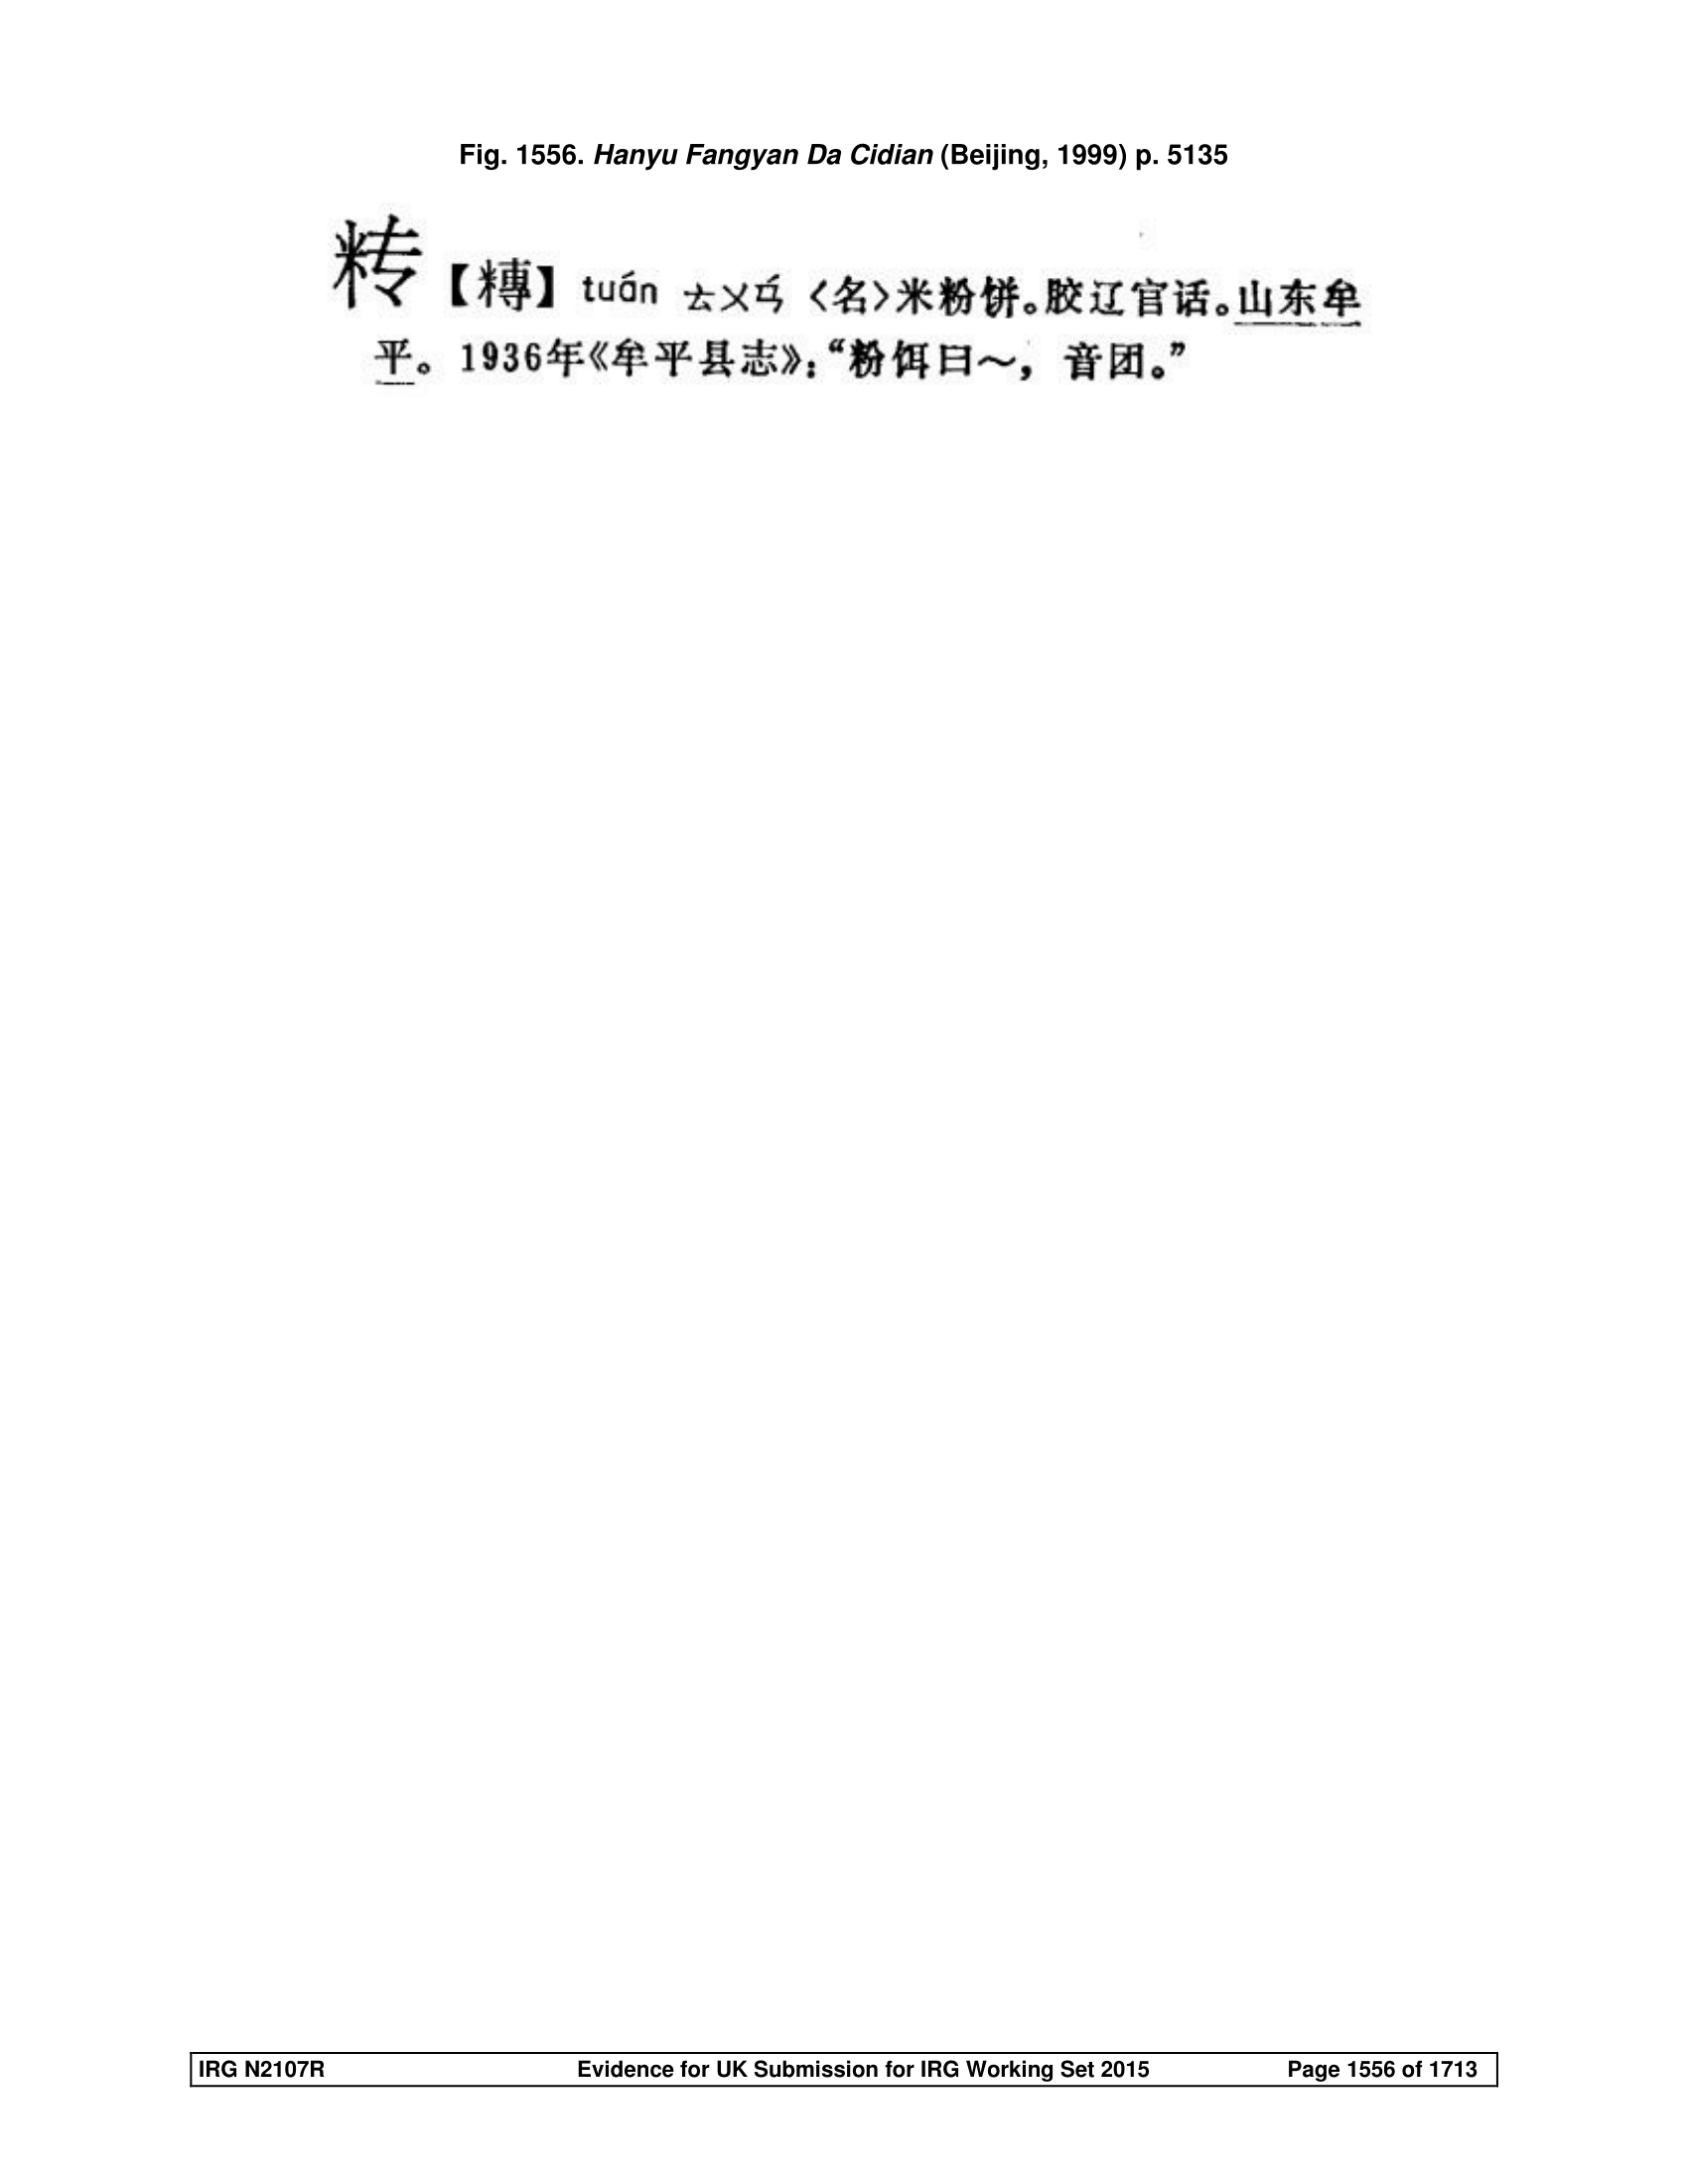 Fig. 1556. Hanyu Fangyan Da Cidian (Beijing, 1999) p. 5135
⿰米专【糐】tuán ㄊㄨㄢˊ〈名〉米粉饼。胶辽官话。山东牟
平。1936年《牟平县志》：“粉饵曰～，音团。”
IRG N2107R Evidence for UK Submission for IRG Working Set 2015 Page 1556 of 1713